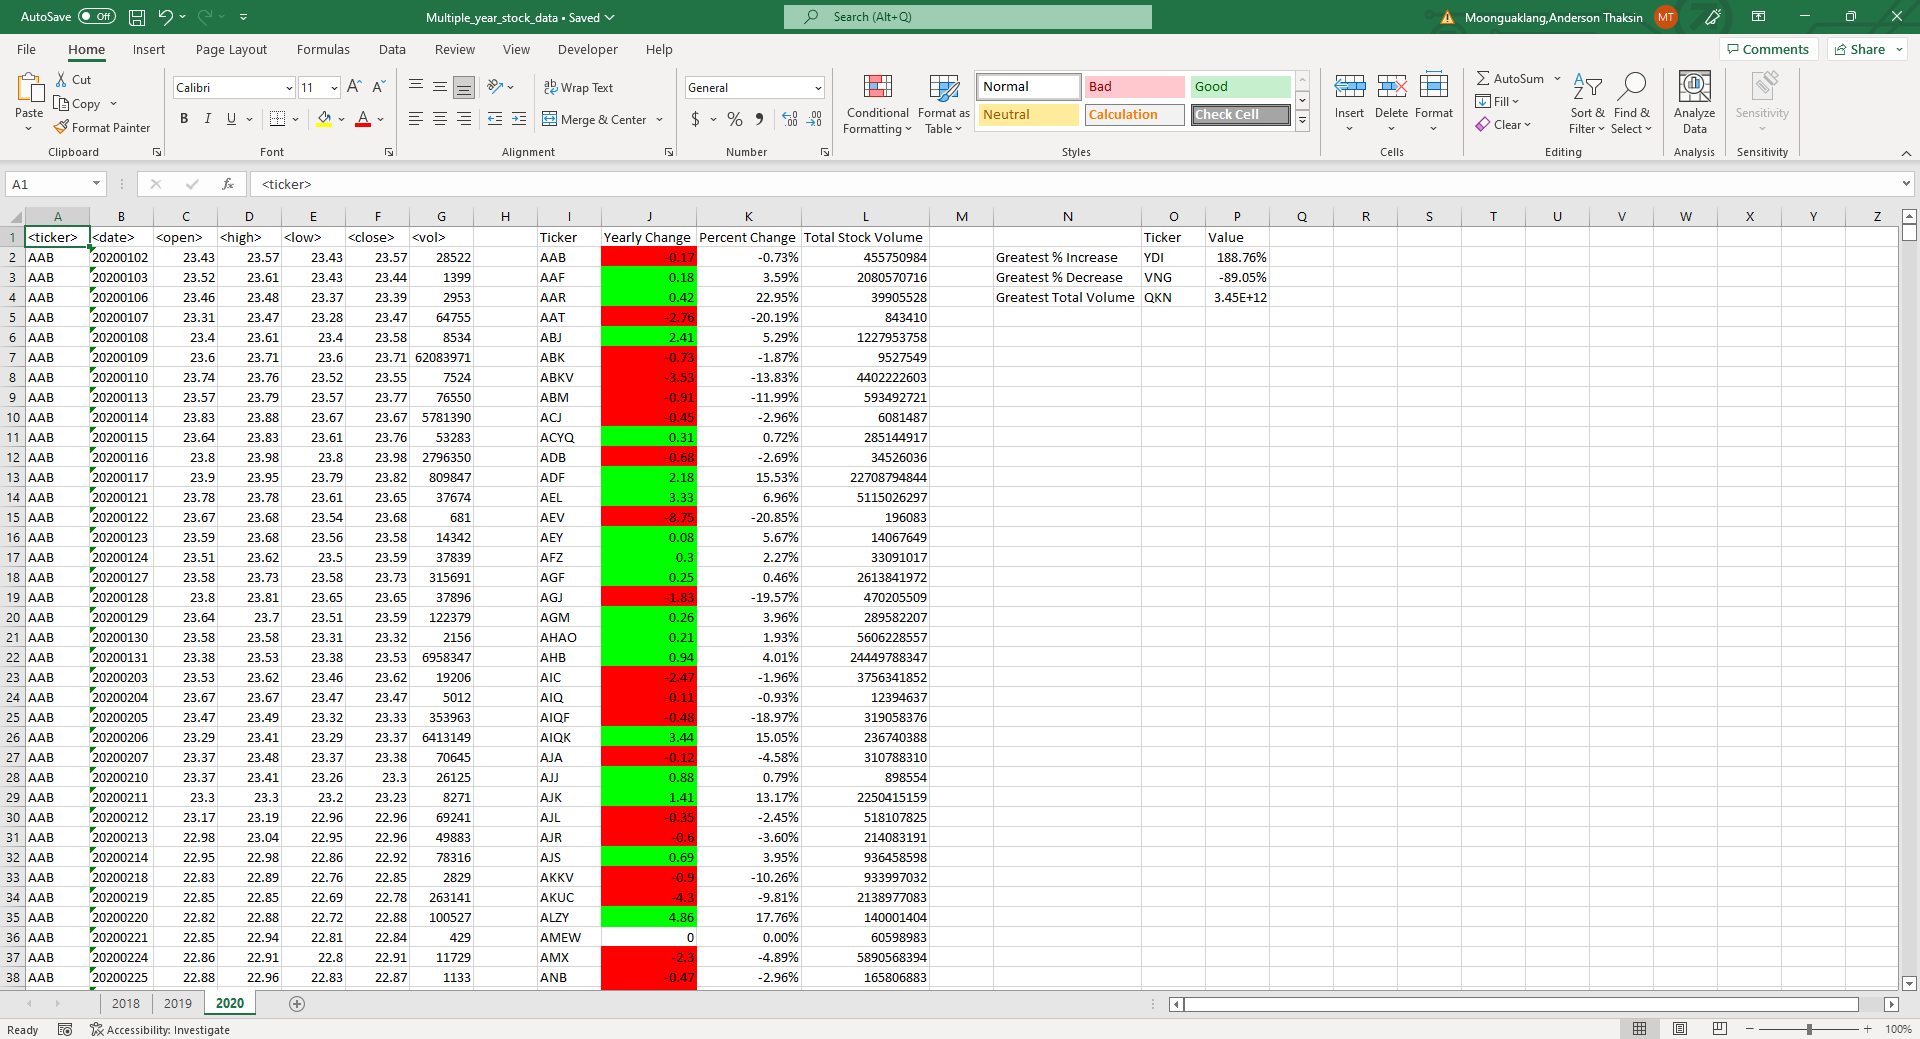 AutoSave Off Multiple_year_stock_data • Saved Search (Alt+Q) Moonguaklang,Anderson Thaksin MT
File Home Insert Page Layout Formulas Data Review View Developer Help Comments Share
Paste Cut Copy Format Painter
Clipboard
Calibri 11 B I U A
Font
Wrap Text
Merge & Center
Alignment
General
$ %
Number
Conditional Formatting Format as Table
Normal Bad Good
Neutral Calculation Check Cell
Styles
Insert Delete Format
Cells
AutoSum Fill Clear
Sort & Filter Find & Select
Editing
Analyze Data
Analysis
Sensitivity
Sensitivity
A1 fx <ticker>
A B C D E F G H I J K L M N O P Q R S T U V W X Y Z
1 <ticker> <date> <open> <high> <low> <close> <vol> Ticker Yearly Change Percent Change Total Stock Volume Ticker Value
2 AAB 20200102 23.43 23.57 23.43 23.57 28522 AAB -0.17 -0.73% 455750984 Greatest % Increase YDI 188.76%
3 AAB 20200103 23.52 23.61 23.43 23.44 1399 AAF 0.18 3.59% 2080570716 Greatest % Decrease VNG -89.05%
4 AAB 20200106 23.46 23.48 23.37 23.39 2953 AAR 0.42 22.95% 39905528 Greatest Total Volume QKN 3.45E+12
5 AAB 20200107 23.31 23.47 23.28 23.47 64755 AAT -2.76 -20.19% 843410
6 AAB 20200108 23.4 23.61 23.4 23.58 8534 ABJ 2.41 5.29% 1227953758
7 AAB 20200109 23.6 23.71 23.6 23.71 62083971 ABK -0.73 -1.87% 9527549
8 AAB 20200110 23.74 23.76 23.52 23.55 7524 ABKV -3.53 -13.83% 4402222603
9 AAB 20200113 23.57 23.79 23.57 23.77 76550 ABM -0.91 -11.99% 593492721
10 AAB 20200114 23.83 23.88 23.67 23.67 5781390 ACJ -0.45 -2.96% 6081487
11 AAB 20200115 23.64 23.83 23.61 23.76 53283 ACYQ 0.31 0.72% 285144917
12 AAB 20200116 23.8 23.98 23.8 23.98 2796350 ADB -0.68 -2.69% 34526036
13 AAB 20200117 23.9 23.95 23.79 23.82 809847 ADF 2.18 15.53% 22708794844
14 AAB 20200121 23.78 23.78 23.61 23.65 37674 AEL 3.33 6.96% 5115026297
15 AAB 20200122 23.67 23.68 23.54 23.68 681 AEV -8.75 -20.85% 196083
16 AAB 20200123 23.59 23.68 23.56 23.58 14342 AEY 0.08 5.67% 14067649
17 AAB 20200124 23.51 23.62 23.5 23.59 37839 AFZ 0.3 2.27% 33091017
18 AAB 20200127 23.58 23.73 23.58 23.73 315691 AGF 0.25 0.46% 2613841972
19 AAB 20200128 23.8 23.81 23.65 23.65 37896 AGJ -1.83 -19.57% 470205509
20 AAB 20200129 23.64 23.7 23.51 23.59 122379 AGM 0.26 3.96% 289582207
21 AAB 20200130 23.58 23.58 23.31 23.32 2156 AHAO 0.21 1.93% 5606228557
22 AAB 20200131 23.38 23.53 23.38 23.53 6958347 AHB 0.94 4.01% 24449788347
23 AAB 20200203 23.53 23.62 23.46 23.62 19206 AIC -2.47 -1.96% 3756341852
24 AAB 20200204 23.67 23.67 23.47 23.47 5012 AIQ -0.11 -0.93% 12394637
25 AAB 20200205 23.47 23.49 23.32 23.33 353963 AIQF -0.48 -18.97% 319058376
26 AAB 20200206 23.29 23.41 23.29 23.37 6413149 AIQK 3.44 15.05% 236740388
27 AAB 20200207 23.37 23.48 23.37 23.38 70645 AJA -0.12 -4.58% 310788310
28 AAB 20200210 23.37 23.41 23.26 23.3 26125 AJJ 0.88 0.79% 898554
29 AAB 20200211 23.3 23.3 23.2 23.23 8271 AJK 1.41 13.17% 2250415159
30 AAB 20200212 23.17 23.19 22.96 22.96 69241 AJL -0.35 -2.45% 518107825
31 AAB 20200213 22.98 23.04 22.95 22.96 49883 AJR -0.6 -3.60% 214083191
32 AAB 20200214 22.95 22.98 22.86 22.92 78316 AJS 0.69 3.95% 936458598
33 AAB 20200218 22.83 22.89 22.76 22.85 2829 AKKV -0.9 -10.26% 933997032
34 AAB 20200219 22.85 22.85 22.69 22.78 263141 AKUC -4.3 -9.81% 2138977083
35 AAB 20200220 22.82 22.88 22.72 22.88 100527 ALZY 4.86 17.76% 140001404
36 AAB 20200221 22.85 22.94 22.81 22.84 429 AMEW 0 0.00% 60598983
37 AAB 20200224 22.86 22.91 22.8 22.91 11729 AMX -2.3 -4.89% 5890568394
38 AAB 20200225 22.88 22.96 22.83 22.87 1133 ANB -0.47 -2.96% 165806883
2018 2019 2020
Ready Accessibility: Investigate 100%